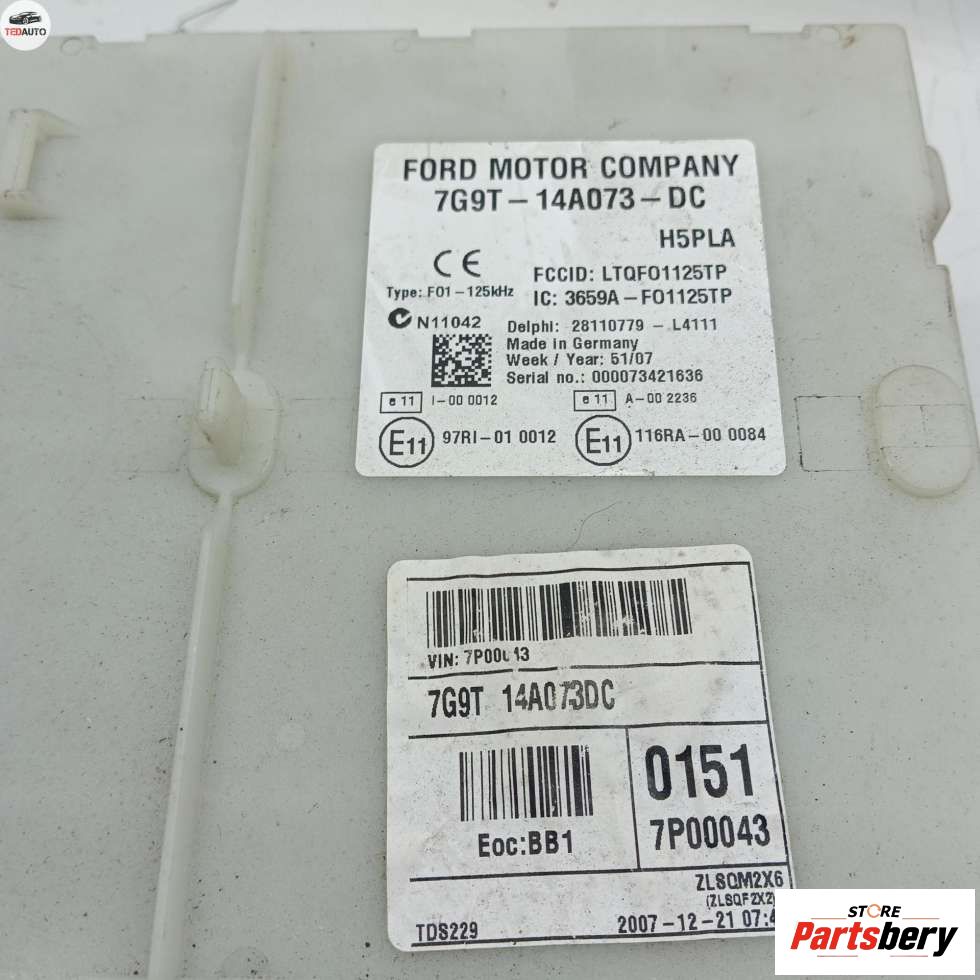 TEDAUTO
FORD MOTOR COMPANY
7G9T-14A073-DC
H5PLA
CE
FCCID: LTQFO1125TP
Type: F01-125kHz
IC: 3659A-FO1125TP
N11042
Delphi: 28110779-L4111
Made in Germany
Week / Year: 51/07
Serial no.: 000073421636
e 11 I-00 0012
e 11 A-00 2236
E11 97RI-01 0012
E11 116RA-00 0084
VIN:
7G9T 14A073DC
0151
Eoc:BB1
7P00043
ZLSQM2X6
(ZLSQF2X2)
TDS229
2007-12-21
STORE
Partsbery